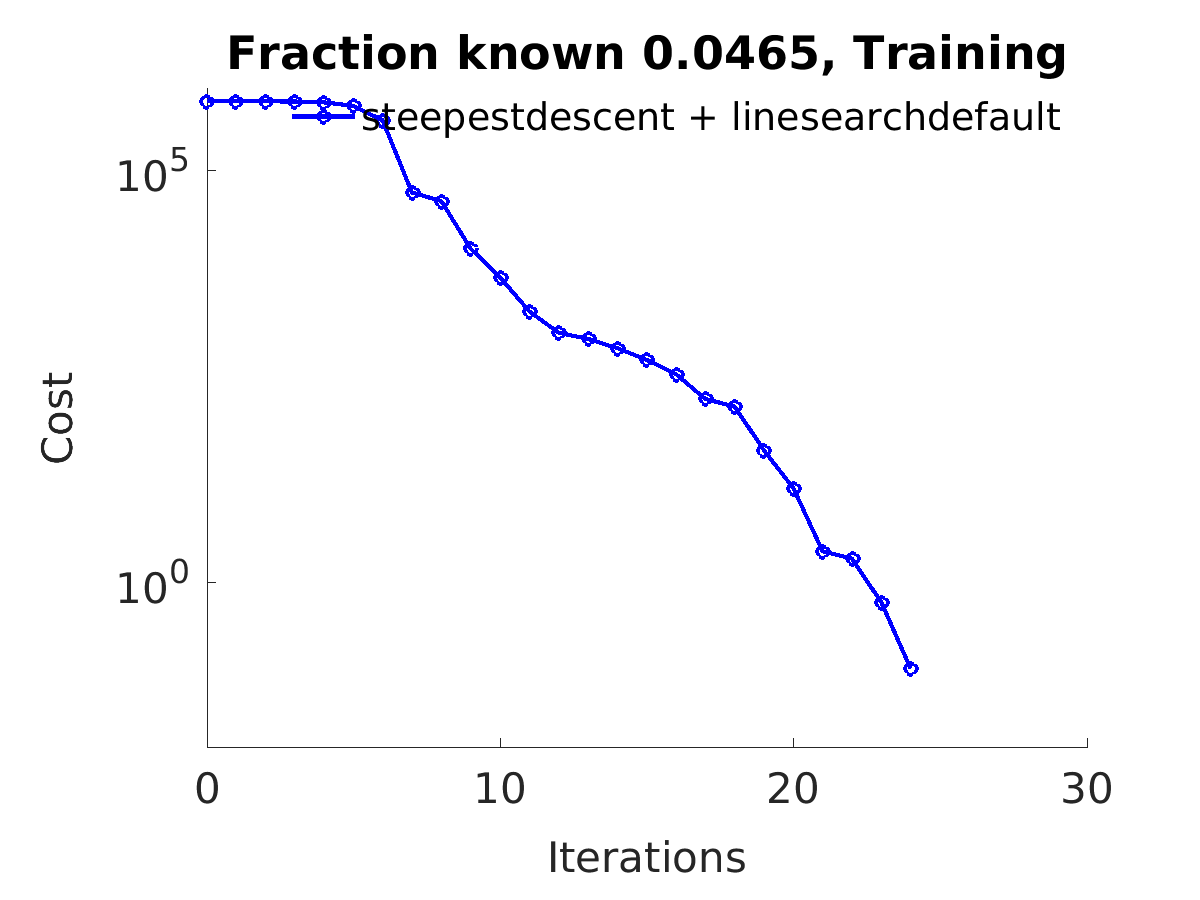 Fraction known 0.0465, Training
steepestdescent + linesearchdefault
10^5
10^0
Cost
0 10 20 30
Iterations